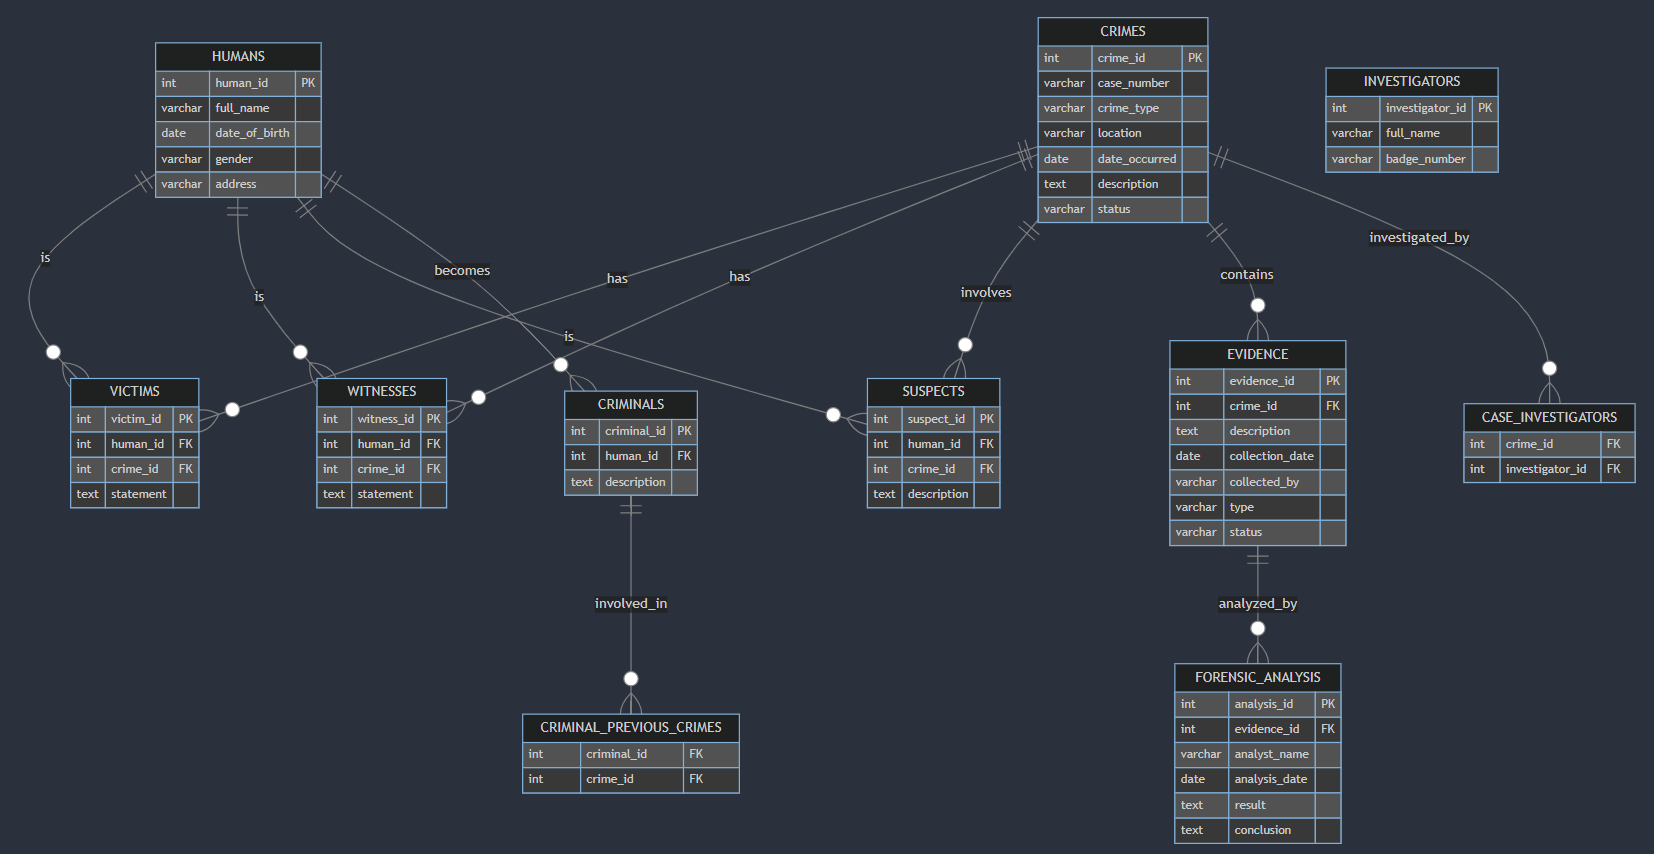 HUMANS
int human_id PK
varchar full_name
date date_of_birth
varchar gender
varchar address
CRIMES
int crime_id PK
varchar case_number
varchar crime_type
varchar location
date date_occurred
text description
varchar status
INVESTIGATORS
int investigator_id PK
varchar full_name
varchar badge_number
is
is
becomes
is
has
has
involves
contains
investigated_by
VICTIMS
int victim_id PK
int human_id FK
int crime_id FK
text statement
WITNESSES
int witness_id PK
int human_id FK
int crime_id FK
text statement
CRIMINALS
int criminal_id PK
int human_id FK
text description
SUSPECTS
int suspect_id PK
int human_id FK
int crime_id FK
text description
EVIDENCE
int evidence_id PK
int crime_id FK
text description
date collection_date
varchar collected_by
varchar type
varchar status
CASE_INVESTIGATORS
int crime_id FK
int investigator_id FK
involved_in
analyzed_by
CRIMINAL_PREVIOUS_CRIMES
int criminal_id FK
int crime_id FK
FORENSIC_ANALYSIS
int analysis_id PK
int evidence_id FK
varchar analyst_name
date analysis_date
text result
text conclusion